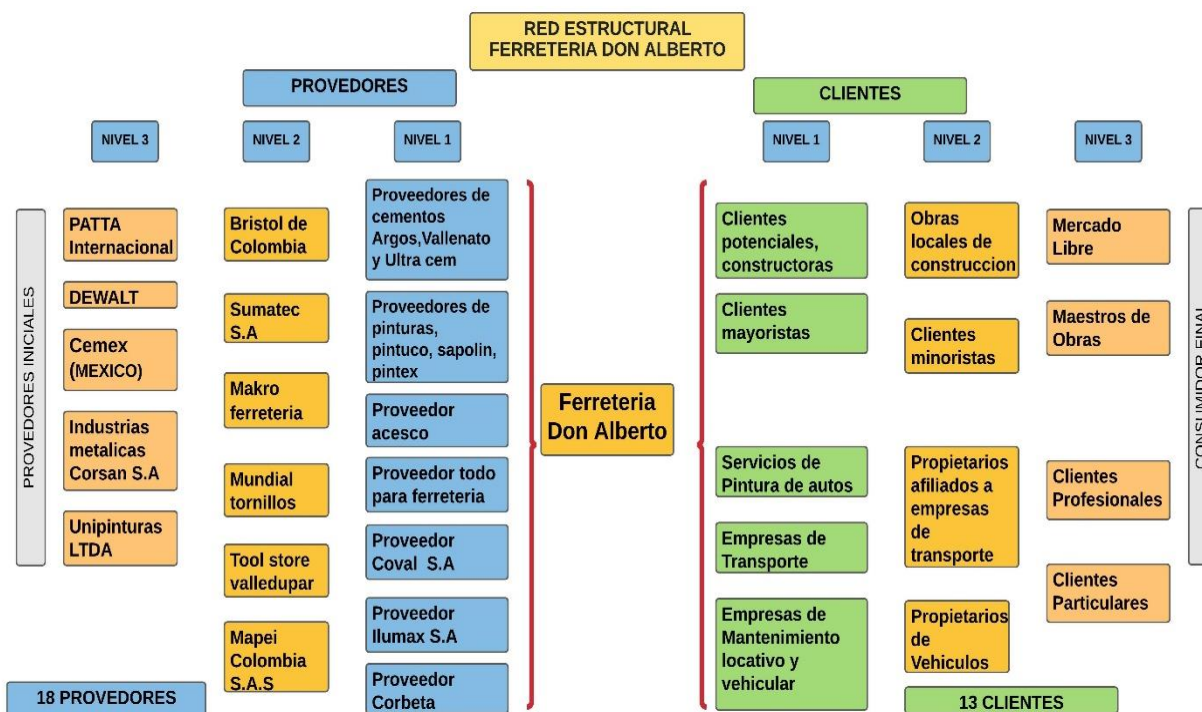 RED ESTRUCTURAL
FERRETERIA DON ALBERTO
PROVEDORES
CLIENTES
NIVEL 3
NIVEL 2
NIVEL 1
NIVEL 1
NIVEL 2
NIVEL 3
PROVEDORES INICIALES
PATTA
Internacional
DEWALT
Cemex
(MEXICO)
Industrias
metalicas
Corsan S.A
Unipinturas
LTDA
Bristol de
Colombia
Sumatec
S.A
Makro
ferreteria
Mundial
tornillos
Tool store
valledupar
Mapei
Colombia
S.A.S
Proveedores de
cementos
Argos,Vallenato
y Ultra cem
Proveedores de
pinturas,
pintuco, sapolin,
pintex
Proveedor
acesco
Proveedor todo
para ferreteria
Proveedor
Coval S.A
Proveedor
Ilumax S.A
Proveedor
Corbeta
Ferreteria
Don Alberto
Clientes
potenciales,
constructoras
Clientes
mayoristas
Servicios de
Pintura de autos
Empresas de
Transporte
Empresas de
Mantenimiento
locativo y
vehicular
Obras
locales de
construccion
Clientes
minoristas
Propietarios
afiliados a
empresas
de
transporte
Propietarios
de
Vehiculos
Mercado
Libre
Maestros de
Obras
Clientes
Profesionales
Clientes
Particulares
CONSUMIDOR FINAL
18 PROVEDORES
13 CLIENTES